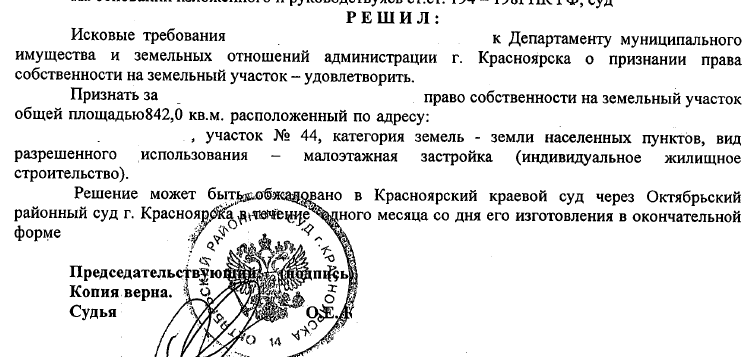 на основании изложенного и руководствуясь ст.ст. 194 – 198 ГПК РФ, суд
Р Е Ш И Л :
Исковые требования к Департаменту муниципального
имущества и земельных отношений администрации г. Красноярска о признании права
собственности на земельный участок – удовлетворить.
Признать за право собственности на земельный участок
общей площадью842,0 кв.м. расположенный по адресу:
, участок № 44, категория земель - земли населенных пунктов, вид
разрешенного использования – малоэтажная застройка (индивидуальное жилищное
строительство).
Решение может быть обжаловано в Красноярский краевой суд через Октябрьский
районный суд г. Красноярска в течение одного месяца со дня его изготовления в окончательной
форме
Председательствующий: (подпись)
Копия верна.
Судья О.Е.
ОКТЯБРЬСКИЙ РАЙОННЫЙ СУД г. КРАСНОЯРСКА
14